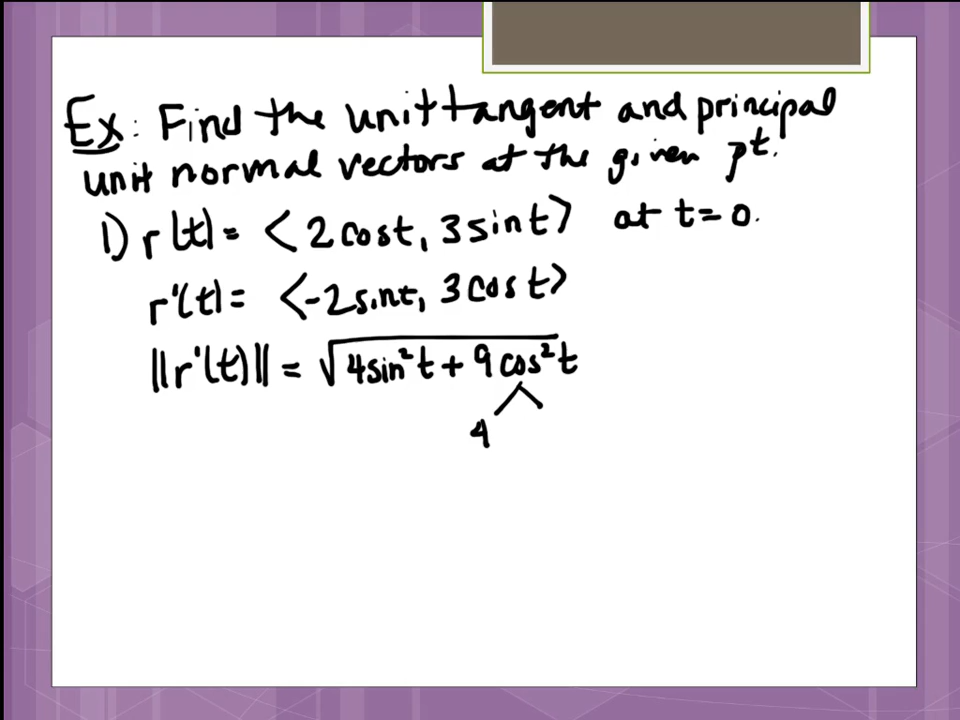 Ex: Find the unit tangent and principal
unit normal vectors at the given pt.
1) r(t) = <2cost, 3sint> at t=0.
r'(t) = <-2sint, 3cost>
||r'(t)|| = √4sin²t + 9cos²t
4